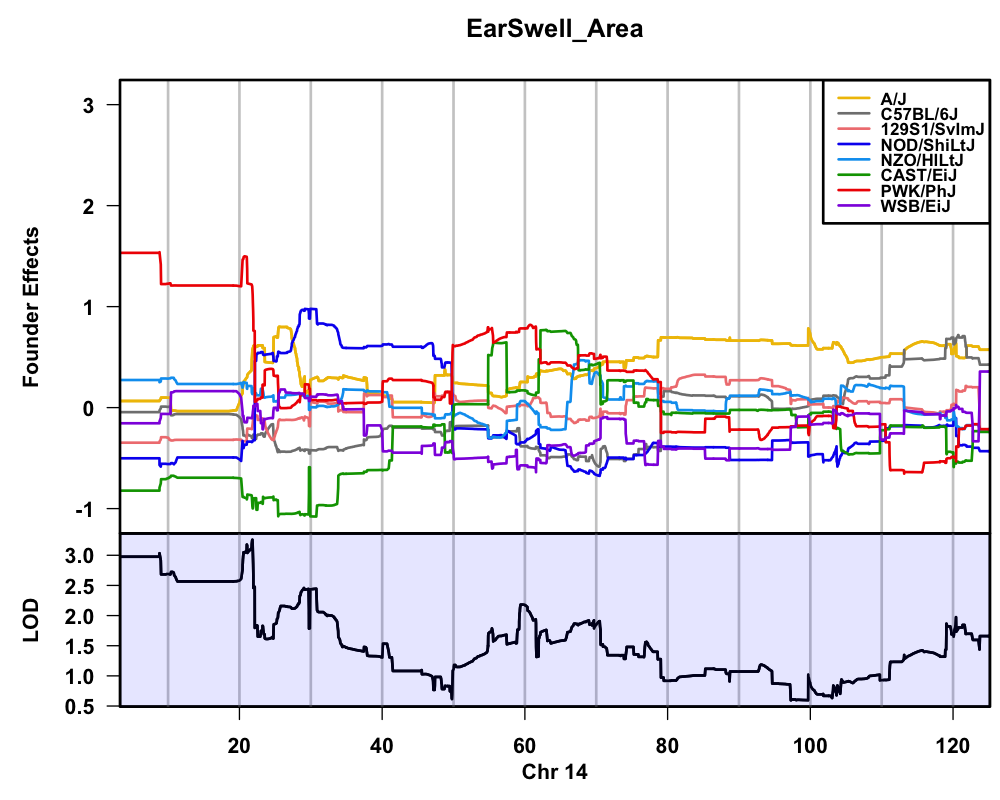 EarSwell_Area
Founder Effects
3
2
1
0
-1
A/J
C57BL/6J
129S1/SvImJ
NOD/ShiLtJ
NZO/HlLtJ
CAST/EiJ
PWK/PhJ
WSB/EiJ
LOD
3.0
2.5
2.0
1.5
1.0
0.5
20 40 60 80 100 120
Chr 14